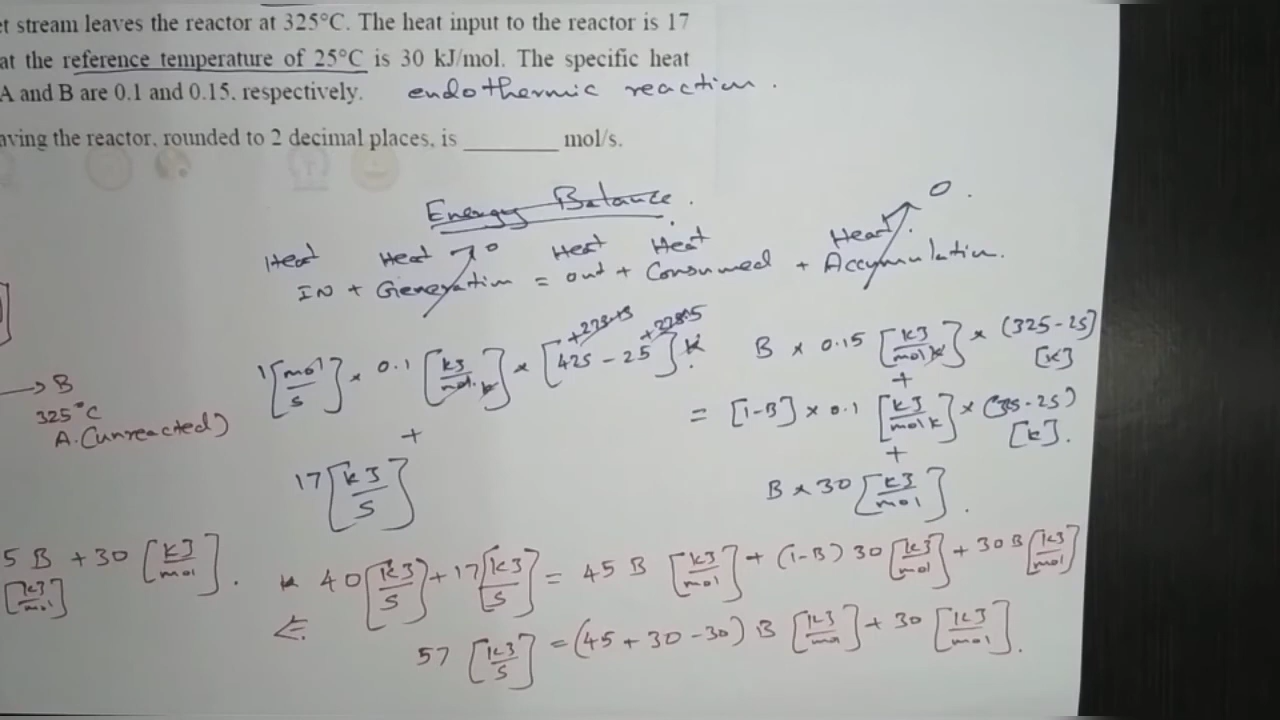 et stream leaves the reactor at 325°C. The heat input to the reactor is 17
at the reference temperature of 25°C is 30 kJ/mol. The specific heat
A and B are 0.1 and 0.15, respectively. endothermic reaction.
aving the reactor, rounded to 2 decimal places, is ________ mol/s.
Energy Balance.
Heat Heat 0 Heat Heat Heat 0.
IN + Generation = out + Consumed + Accumulation.
+273.15
1 [mol/s] × 0.1 [kJ/mol.k] × [425 - 25] k. B × 0.15 [kJ/molk] × (325-25) [k]
+
→ B
325°C
A.(unreacted)
= [1-B] × 0.1 [kJ/molk] × (35-25) [k].
+ +
17 [kJ/s] B × 30 [kJ/mol].
5 B + 30 [kJ/mol]. 40 [kJ/s] + 17 [kJ/s] = 45 B [kJ/mol] + (1-B) 30 [kJ/mol] + 30 B [kJ/mol]
[kJ/mol]
57 [kJ/s] = (45 + 30 - 30) B [kJ/mol] + 30 [kJ/mol].